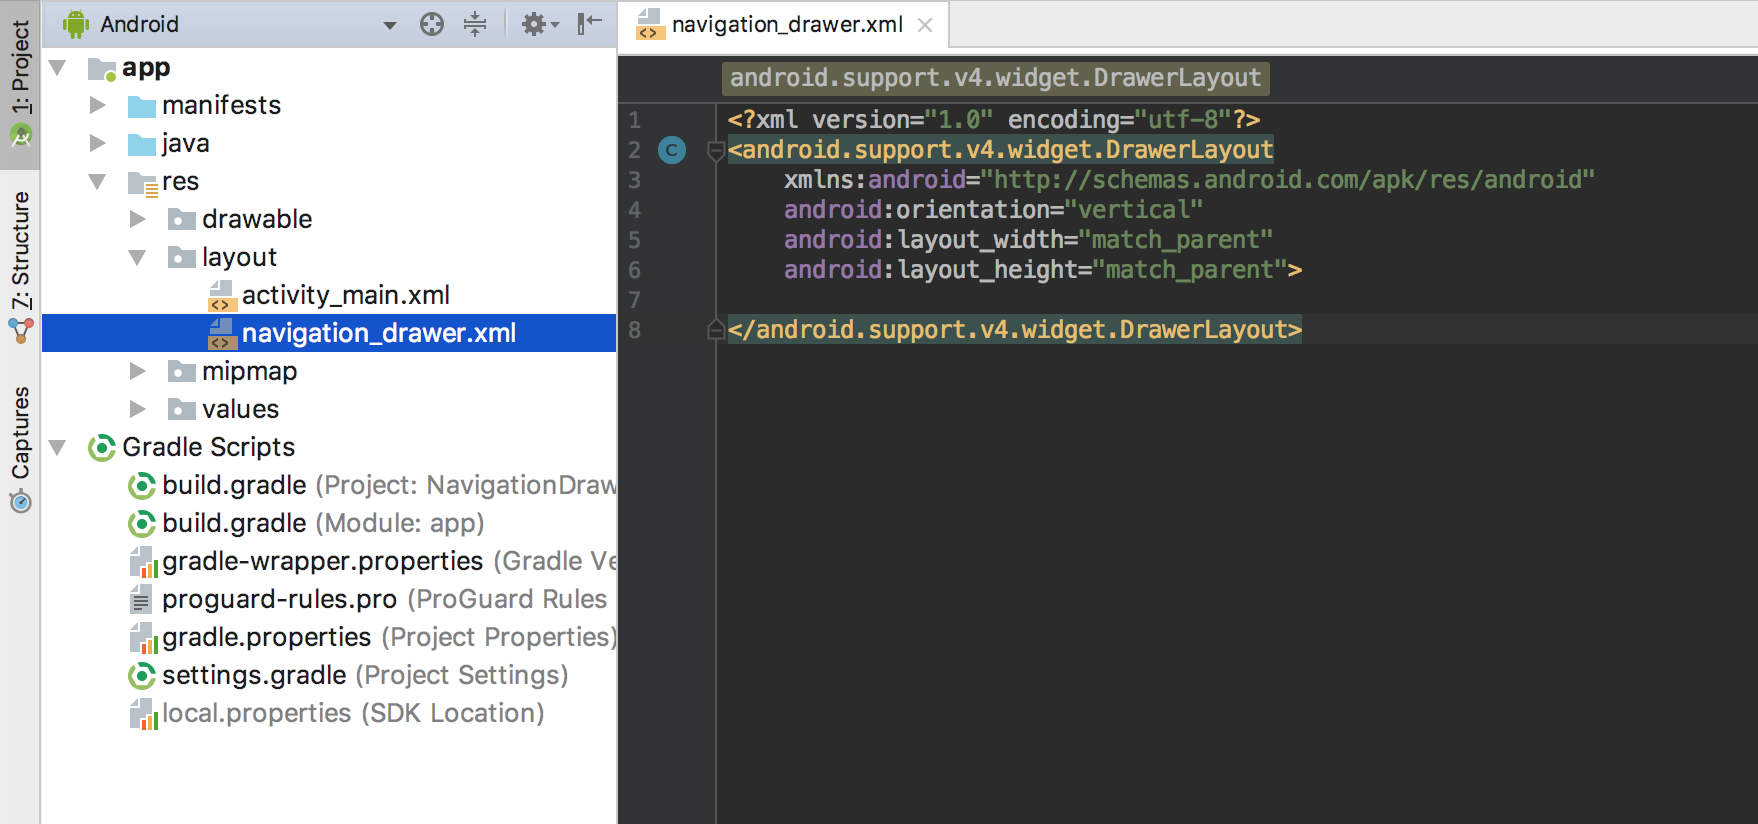 1: Project
7: Structure
Captures
Android
app
manifests
java
res
drawable
layout
activity_main.xml
navigation_drawer.xml
mipmap
values
Gradle Scripts
build.gradle (Project: NavigationDraw
build.gradle (Module: app)
gradle-wrapper.properties (Gradle Ve
proguard-rules.pro (ProGuard Rules
gradle.properties (Project Properties)
settings.gradle (Project Settings)
local.properties (SDK Location)
navigation_drawer.xml
android.support.v4.widget.DrawerLayout
1 <?xml version="1.0" encoding="utf-8"?>
2 C <android.support.v4.widget.DrawerLayout
3 xmlns:android="http://schemas.android.com/apk/res/android"
4 android:orientation="vertical"
5 android:layout_width="match_parent"
6 android:layout_height="match_parent">
7
8 </android.support.v4.widget.DrawerLayout>